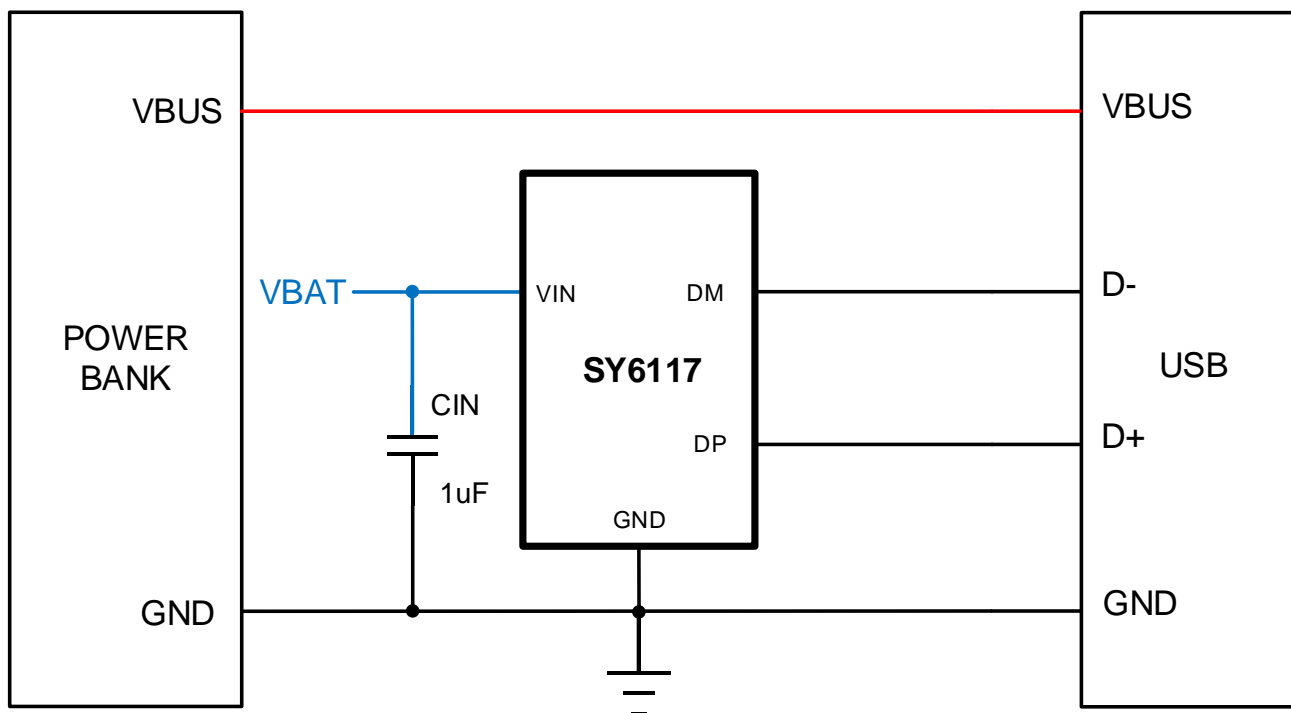 VBUS
VBUS
VBAT
VIN
DM
D-
POWER
BANK
SY6117
USB
CIN
1uF
DP
D+
GND
GND
GND